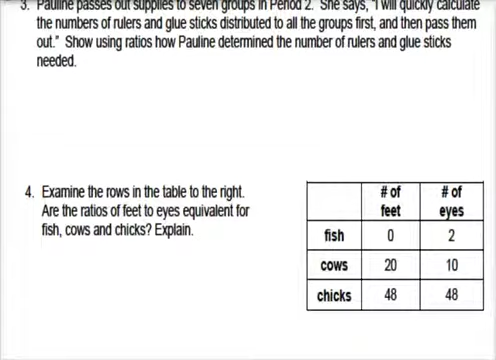 3. Pauline passes out supplies to seven groups in Period 2. She says, "I will quickly calculate
the numbers of rulers and glue sticks distributed to all the groups first, and then pass them
out." Show using ratios how Pauline determined the number of rulers and glue sticks
needed.
4. Examine the rows in the table to the right.
Are the ratios of feet to eyes equivalent for
fish, cows and chicks? Explain.
# of feet # of eyes
fish 0 2
cows 20 10
chicks 48 48